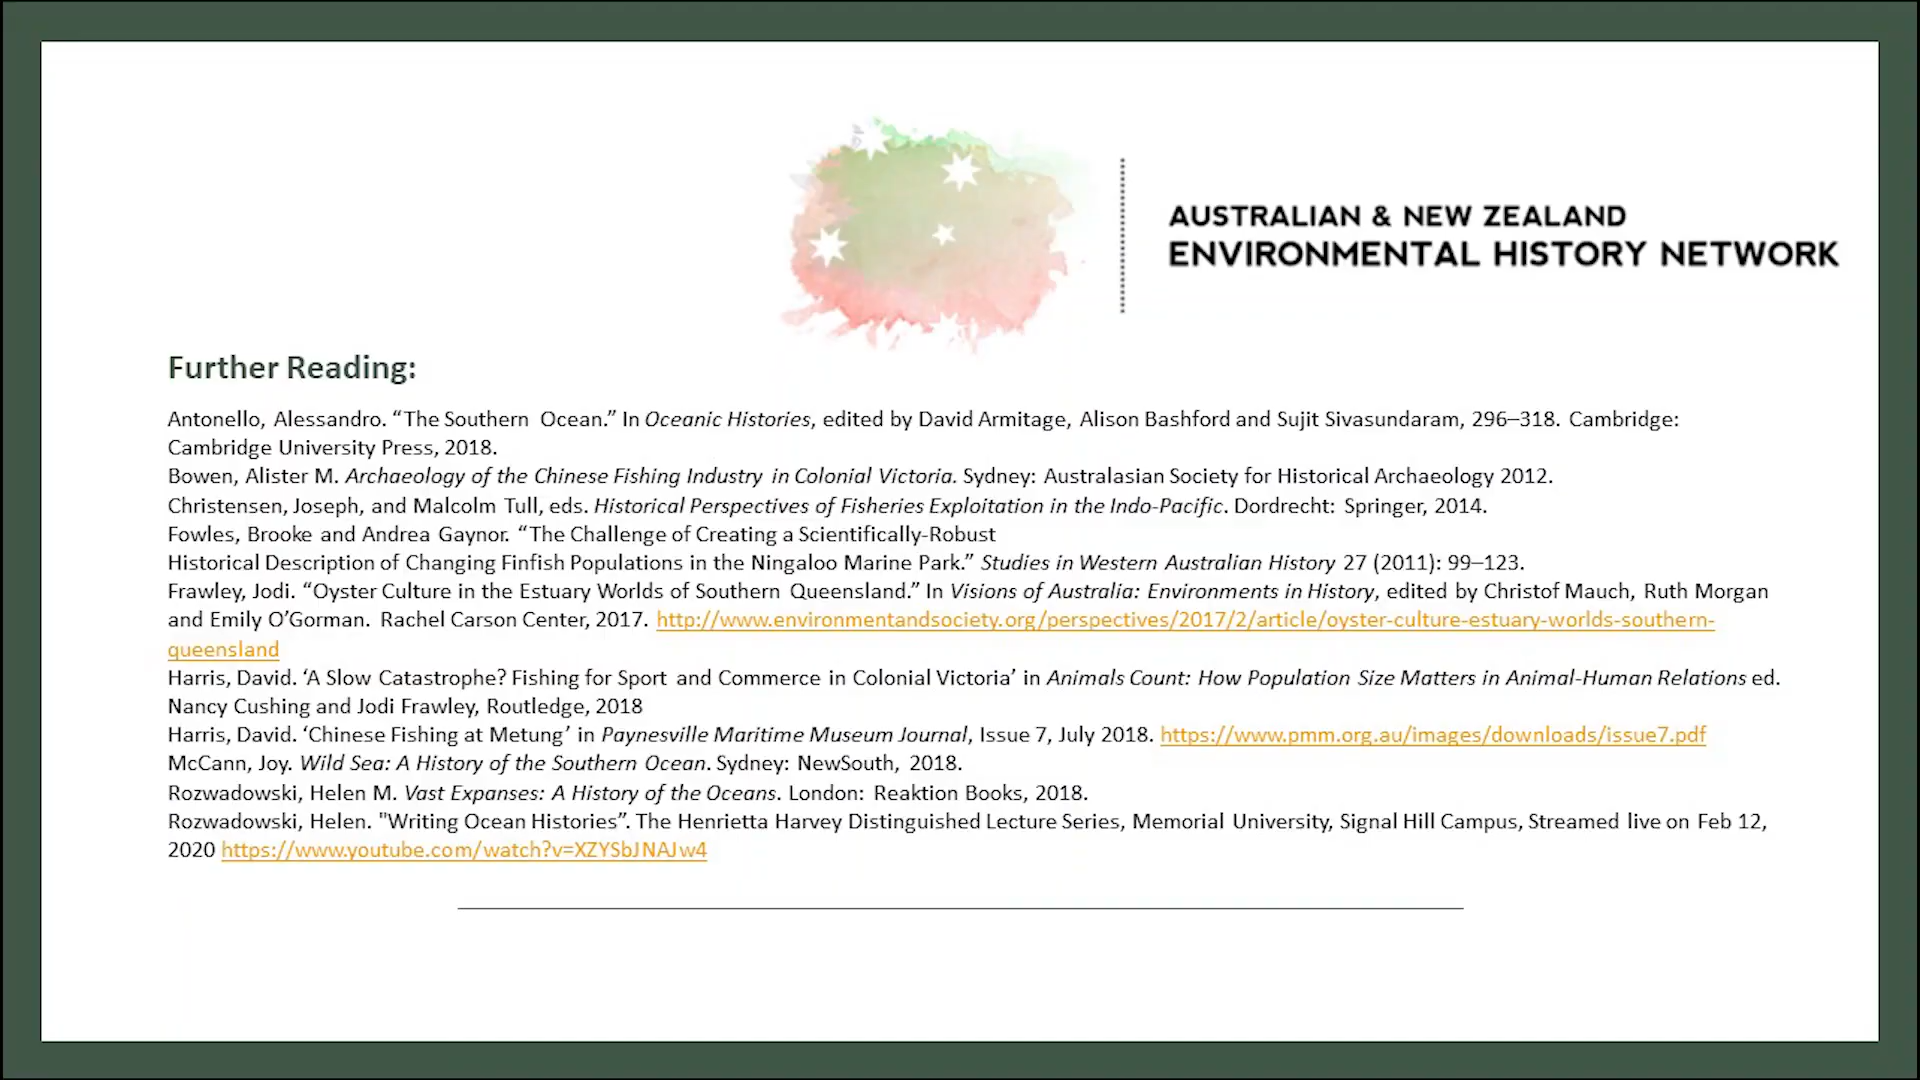 AUSTRALIAN & NEW ZEALAND
ENVIRONMENTAL HISTORY NETWORK
Further Reading:
Antonello, Alessandro. “The Southern Ocean.” In Oceanic Histories, edited by David Armitage, Alison Bashford and Sujit Sivasundaram, 296–318. Cambridge:
Cambridge University Press, 2018.
Bowen, Alister M. Archaeology of the Chinese Fishing Industry in Colonial Victoria. Sydney: Australasian Society for Historical Archaeology 2012.
Christensen, Joseph, and Malcolm Tull, eds. Historical Perspectives of Fisheries Exploitation in the Indo-Pacific. Dordrecht: Springer, 2014.
Fowles, Brooke and Andrea Gaynor. “The Challenge of Creating a Scientifically-Robust
Historical Description of Changing Finfish Populations in the Ningaloo Marine Park.” Studies in Western Australian History 27 (2011): 99–123.
Frawley, Jodi. “Oyster Culture in the Estuary Worlds of Southern Queensland.” In Visions of Australia: Environments in History, edited by Christof Mauch, Ruth Morgan
and Emily O’Gorman. Rachel Carson Center, 2017. http://www.environmentandsociety.org/perspectives/2017/2/article/oyster-culture-estuary-worlds-southern-
queensland
Harris, David. ‘A Slow Catastrophe? Fishing for Sport and Commerce in Colonial Victoria’ in Animals Count: How Population Size Matters in Animal-Human Relations ed.
Nancy Cushing and Jodi Frawley, Routledge, 2018
Harris, David. ‘Chinese Fishing at Metung’ in Paynesville Maritime Museum Journal, Issue 7, July 2018. https://www.pmm.org.au/images/downloads/issue7.pdf
McCann, Joy. Wild Sea: A History of the Southern Ocean. Sydney: NewSouth, 2018.
Rozwadowski, Helen M. Vast Expanses: A History of the Oceans. London: Reaktion Books, 2018.
Rozwadowski, Helen. "Writing Ocean Histories”. The Henrietta Harvey Distinguished Lecture Series, Memorial University, Signal Hill Campus, Streamed live on Feb 12,
2020 https://www.youtube.com/watch?v=XZYSbJNAJw4